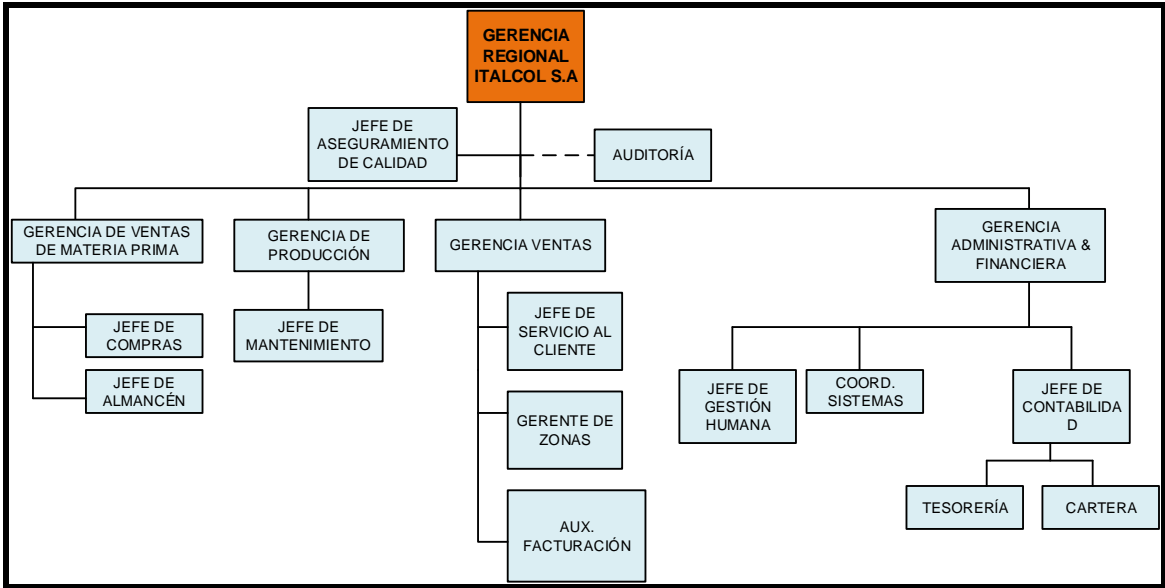 GERENCIA
REGIONAL
ITALCOL S.A
JEFE DE
ASEGURAMIENTO
DE CALIDAD
AUDITORÍA
GERENCIA DE VENTAS
DE MATERIA PRIMA
GERENCIA DE
PRODUCCIÓN
GERENCIA VENTAS
GERENCIA
ADMINISTRATIVA &
FINANCIERA
JEFE DE
COMPRAS
JEFE DE
ALMANCÉN
JEFE DE
MANTENIMIENTO
JEFE DE
SERVICIO AL
CLIENTE
GERENTE DE
ZONAS
AUX.
FACTURACIÓN
JEFE DE
GESTIÓN
HUMANA
COORD.
SISTEMAS
JEFE DE
CONTABILIDA
D
TESORERÍA
CARTERA